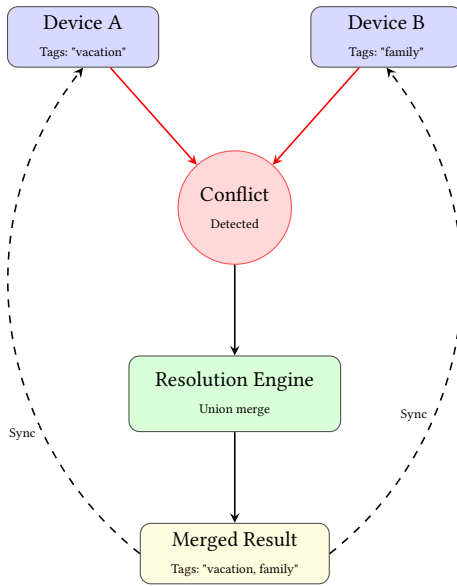 Device A
Tags: "vacation"
Device B
Tags: "family"
Conflict
Detected
Resolution Engine
Union merge
Sync
Sync
Merged Result
Tags: "vacation, family"